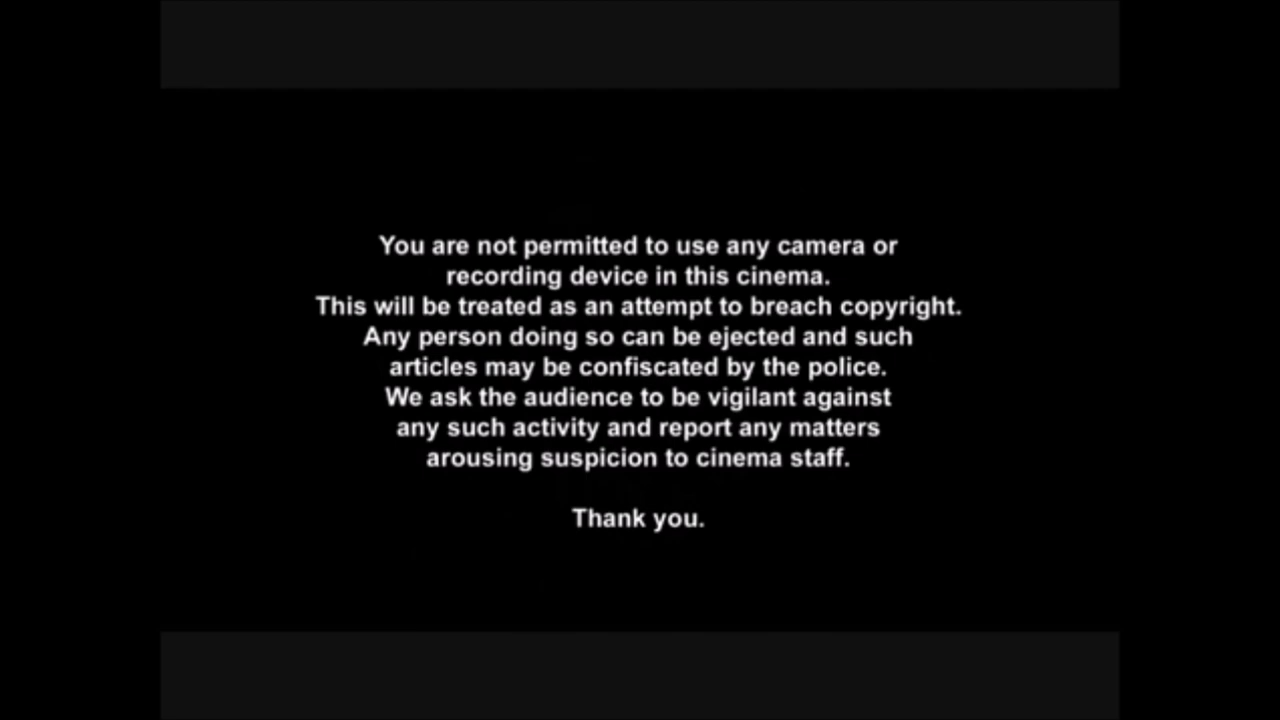 You are not permitted to use any camera or
recording device in this cinema.
This will be treated as an attempt to breach copyright.
Any person doing so can be ejected and such
articles may be confiscated by the police.
We ask the audience to be vigilant against
any such activity and report any matters
arousing suspicion to cinema staff.
Thank you.